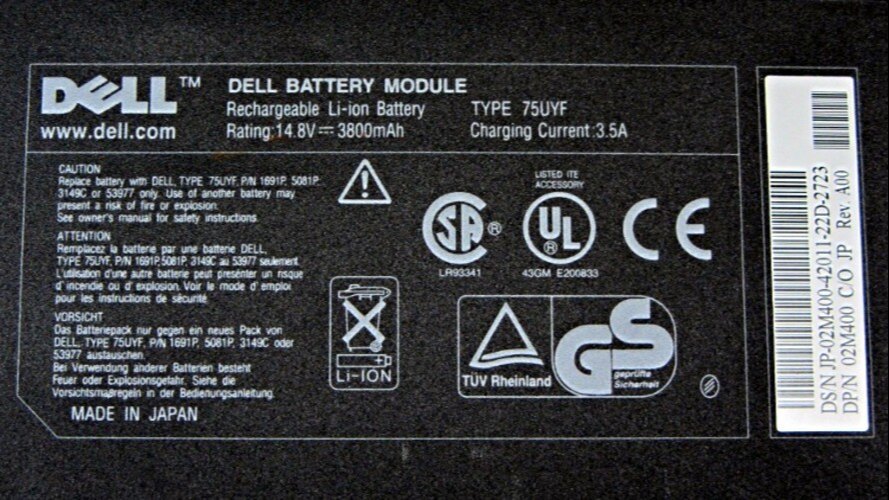 DELL™
www.dell.com
DELL BATTERY MODULE
Rechargeable Li-ion Battery
TYPE 75UYF
Rating:14.8V⎓3800mAh
Charging Current:3.5A
CAUTION
Replace battery with DELL, TYPE 75UYF, P/N 1691P, 5081P,
3149C or 53977 only. Use of another battery may
present a risk of fire or explosion.
See owner's manual for safety instructions.
ATTENTION
Remplacez la batterie par une batterie DELL,
TYPE 75UYF, P/N 1691P,5081P, 3149C at 53977 seulement.
L'utilisation d'une autre batterie peut présenter un risque
d'incendie ou d'explosion. Voir le mode d'emploi
pour les instructions de sécurité.
VORSICHT
Das Batteriepack nur gegen ein neues Pack von
DELL, TYPE 75UYF, P/N 1691P, 5081P, 3149C oder
53977 austauschen.
Bei Verwendung anderer Batterien besteht
Feuer oder Explosionsgefahr. Siehe die
Vorsichtsmaßregeln in der Bedienungsanleitung.
MADE IN JAPAN
SA®
LR93341
LISTED ITE
ACCESSORY
UL®
43GM E200833
CE
Li-ION
TÜV Rheinland
GS
geprüfte
Sicherheit
DS/N JP-02M400-42011-22D-2723
DP/N 02M400 C/O JP Rev. A00